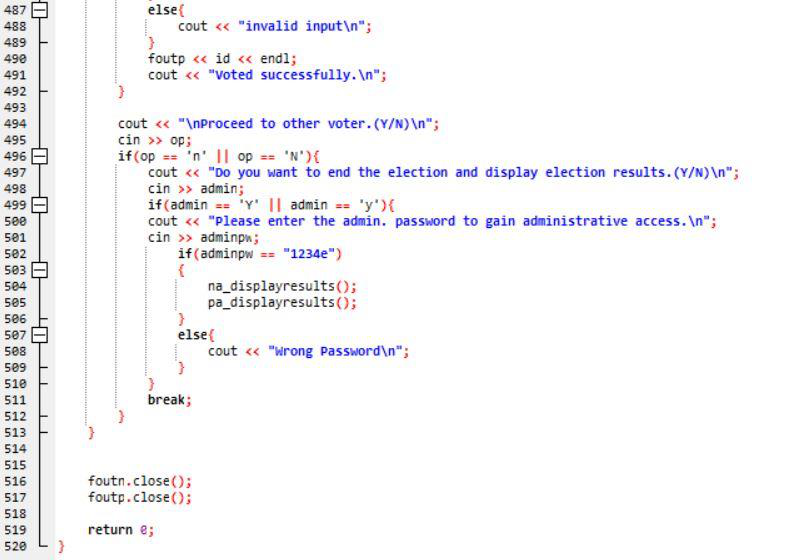 487 else{
488 cout << "invalid input\n";
489 }
490 foutp << id << endl;
491 cout << "Voted successfully.\n";
492 }
493
494 cout << "\nProceed to other voter.(Y/N)\n";
495 cin >> op;
496 if(op == 'n' || op == 'N'){
497 cout << "Do you want to end the election and display election results.(Y/N)\n";
498 cin >> admin;
499 if(admin == 'Y' || admin == 'y'){
500 cout << "Please enter the admin. password to gain administrative access.\n";
501 cin >> adminpw;
502 if(adminpw == "1234e")
503 {
504 na_displayresults();
505 pa_displayresults();
506 }
507 else{
508 cout << "Wrong Password\n";
509 }
510 }
511 break;
512 }
513 }
514
515
516 foutn.close();
517 foutp.close();
518
519 return 0;
520 }